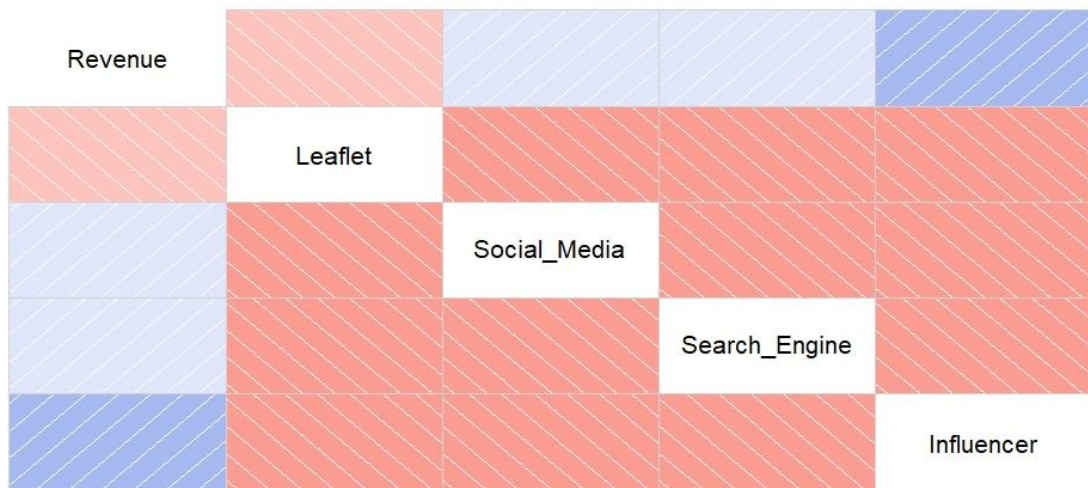 Revenue
Leaflet
Social_Media
Search_Engine
Influencer